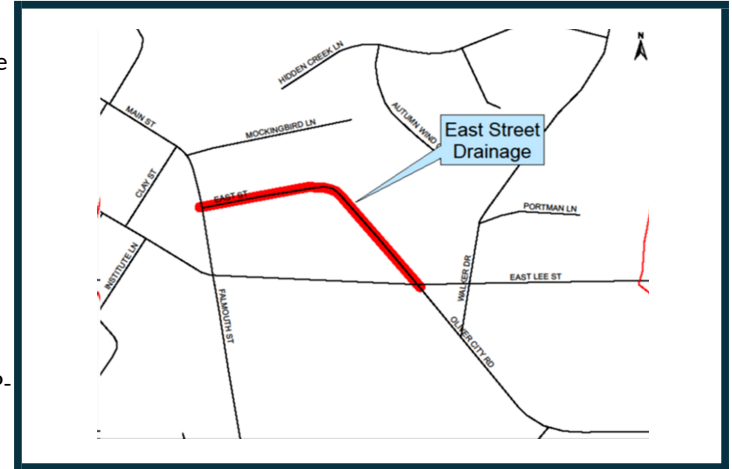 N
HIDDEN CREEK LN
MAIN ST
MOCKINGBIRD LN
AUTUMN WIND
East Street
Drainage
CLAY ST
EAST ST
PORTMAN LN
INSTITUTE LN
WALKER DR
EAST LEE ST
FALMOUTH ST
OLIVER CITY RD